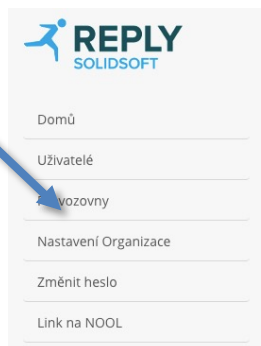 REPLY
SOLIDSOFT
Domů
Uživatelé
Nastavení Organizace
Změnit heslo
Link na NOOL